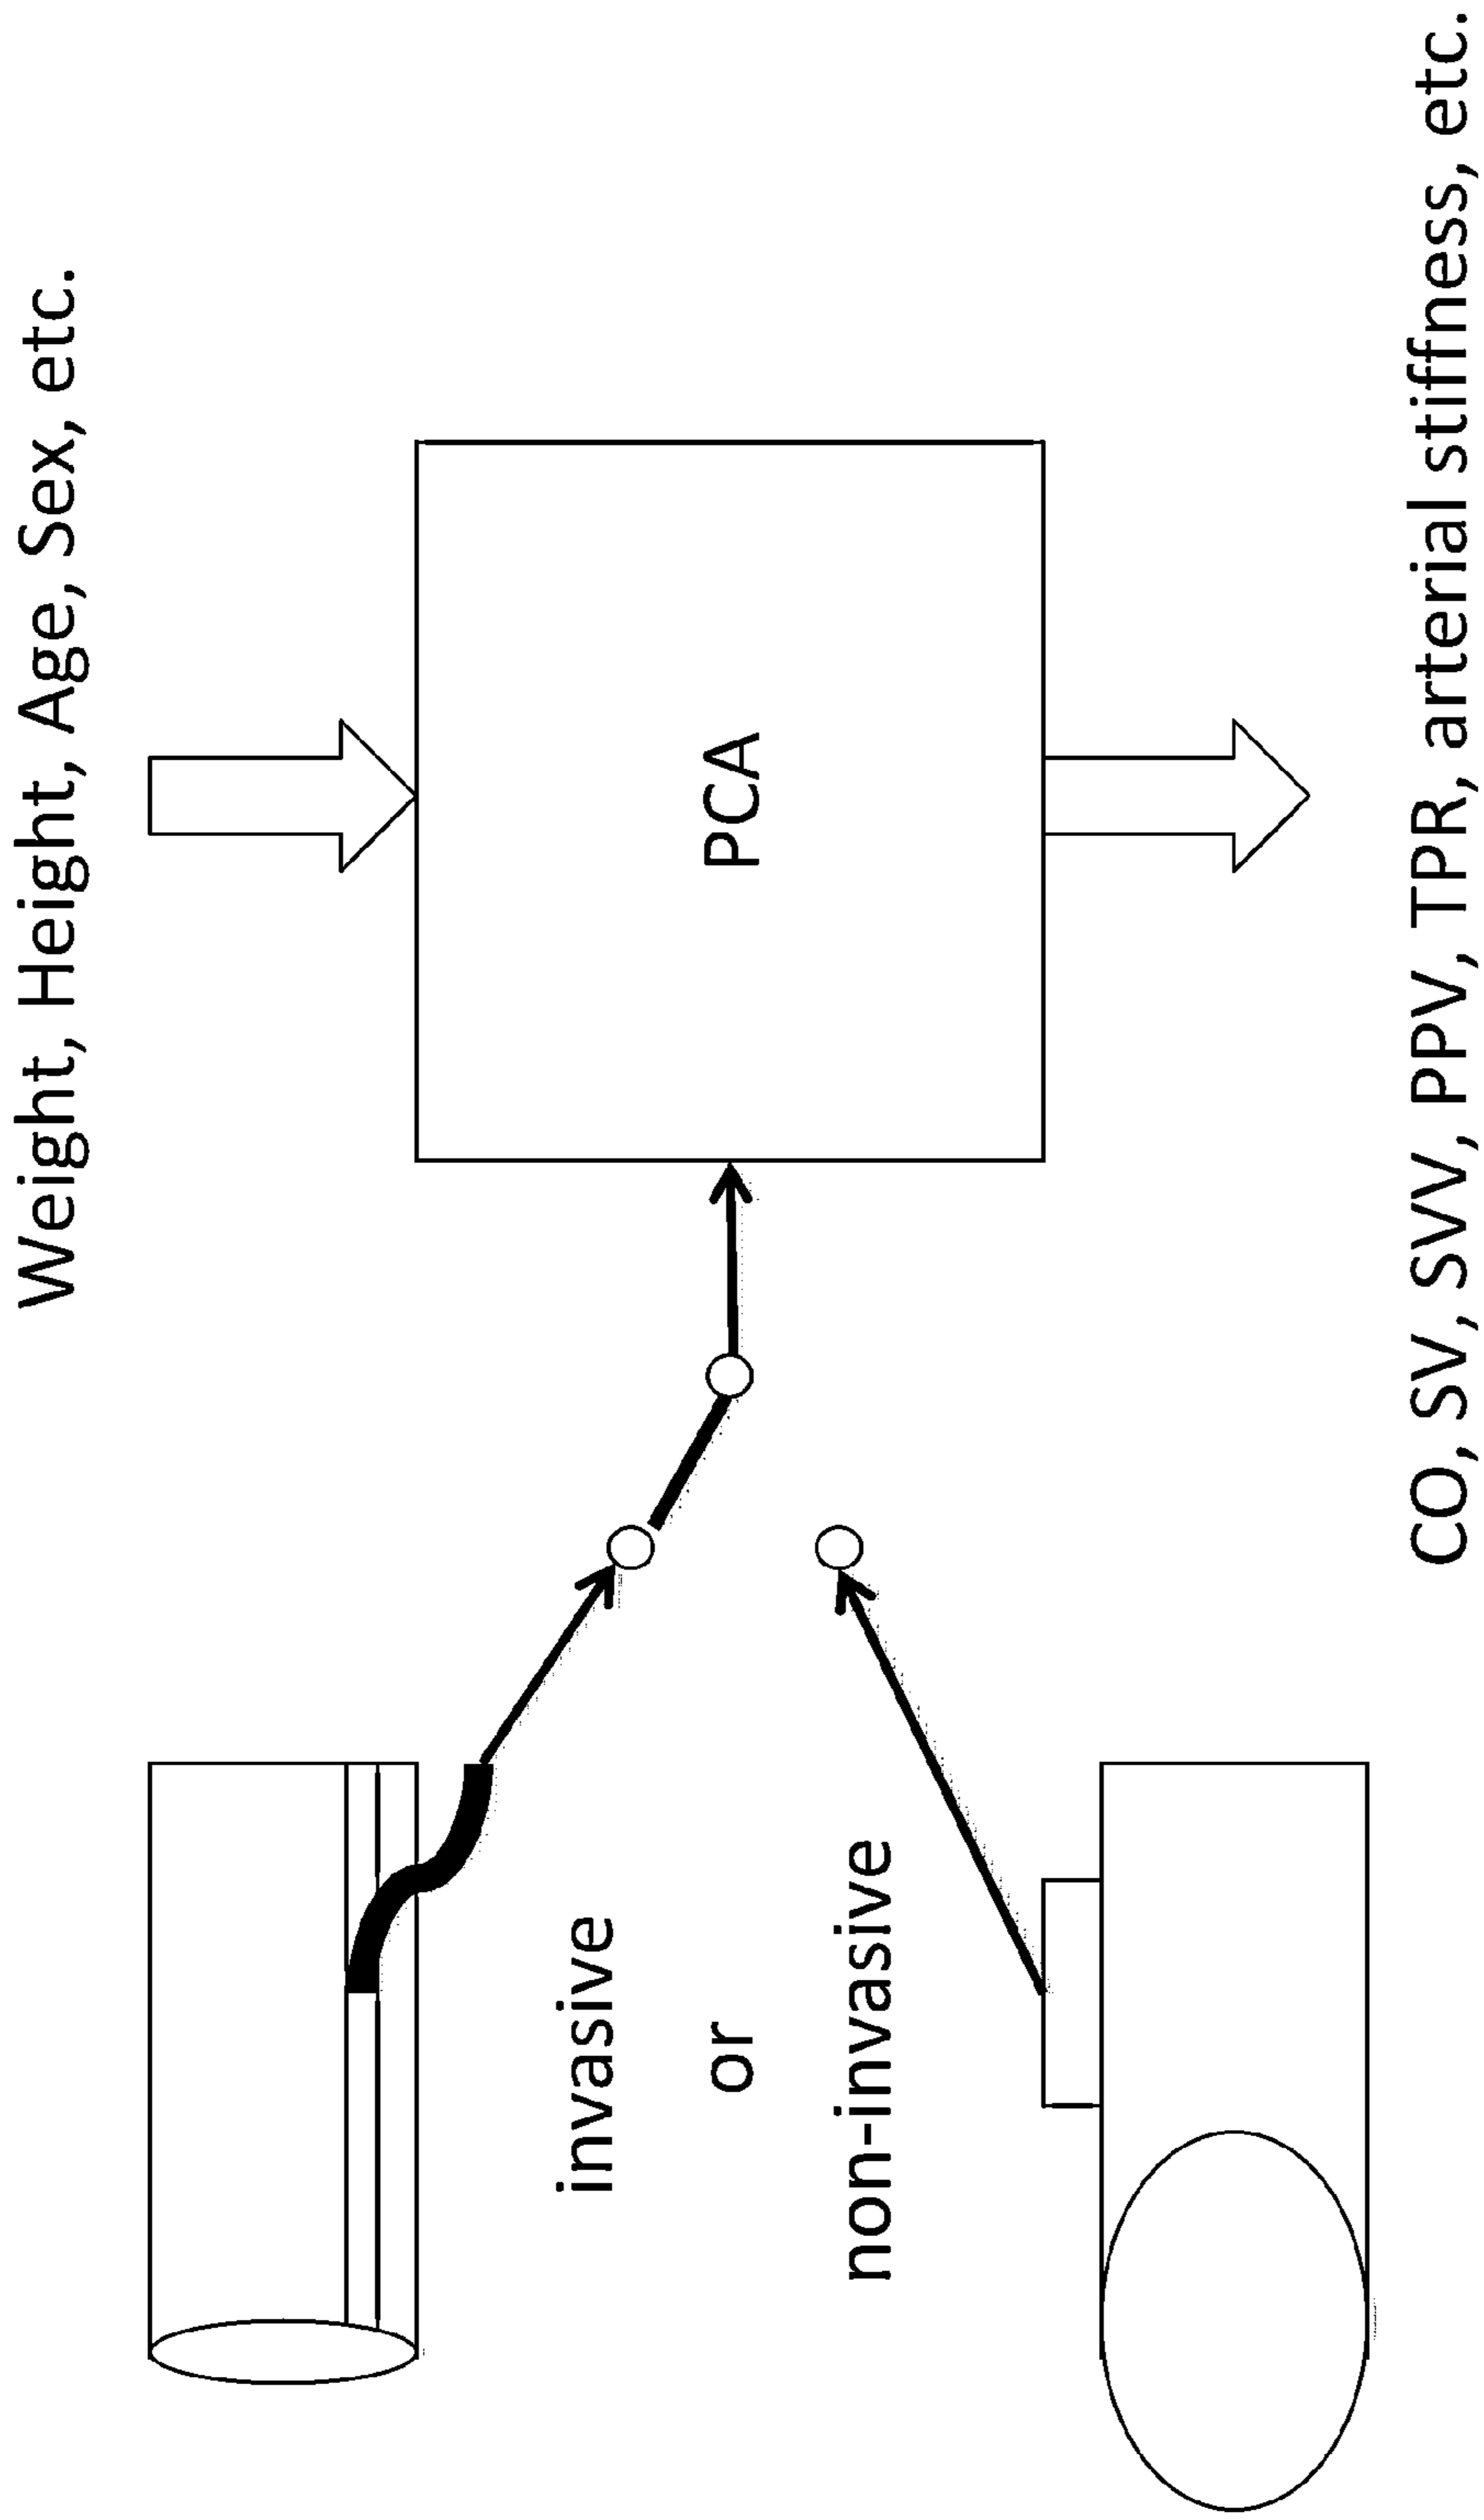 Weight, Height, Age, Sex, etc.
invasive
or
non-invasive
PCA
CO, SV, SVV, PPV, TPR, arterial stiffness, etc.